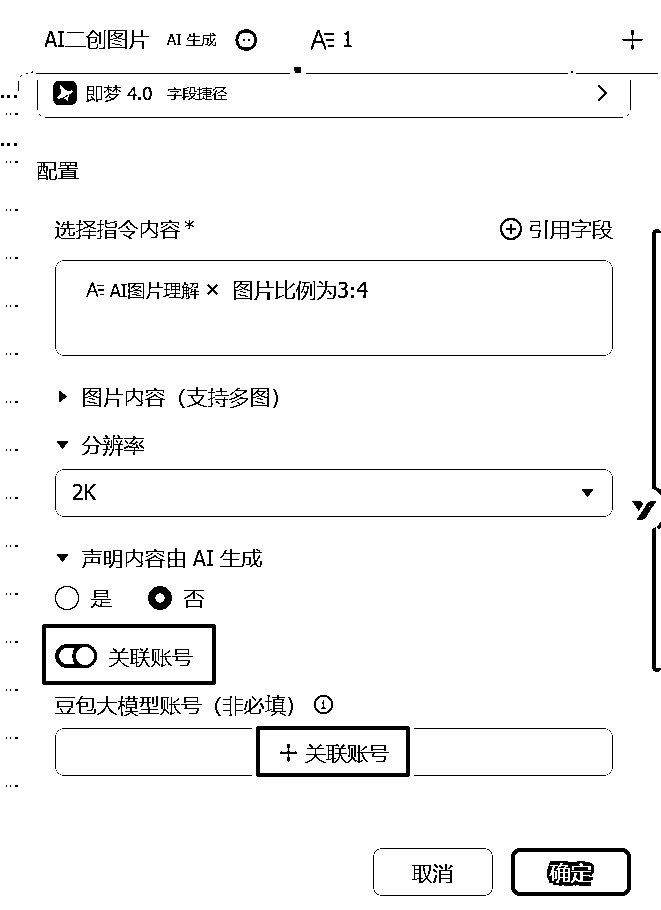 AI二创图片 AI 生成 A 1
即梦 4.0 字段捷径
配置
选择指令内容* 引用字段
A AI图片理解 × 图片比例为3:4
图片内容（支持多图）
分辨率
2K
声明内容由 AI 生成
是 否
关联账号
豆包大模型账号（非必填）
+ 关联账号
取消 确定